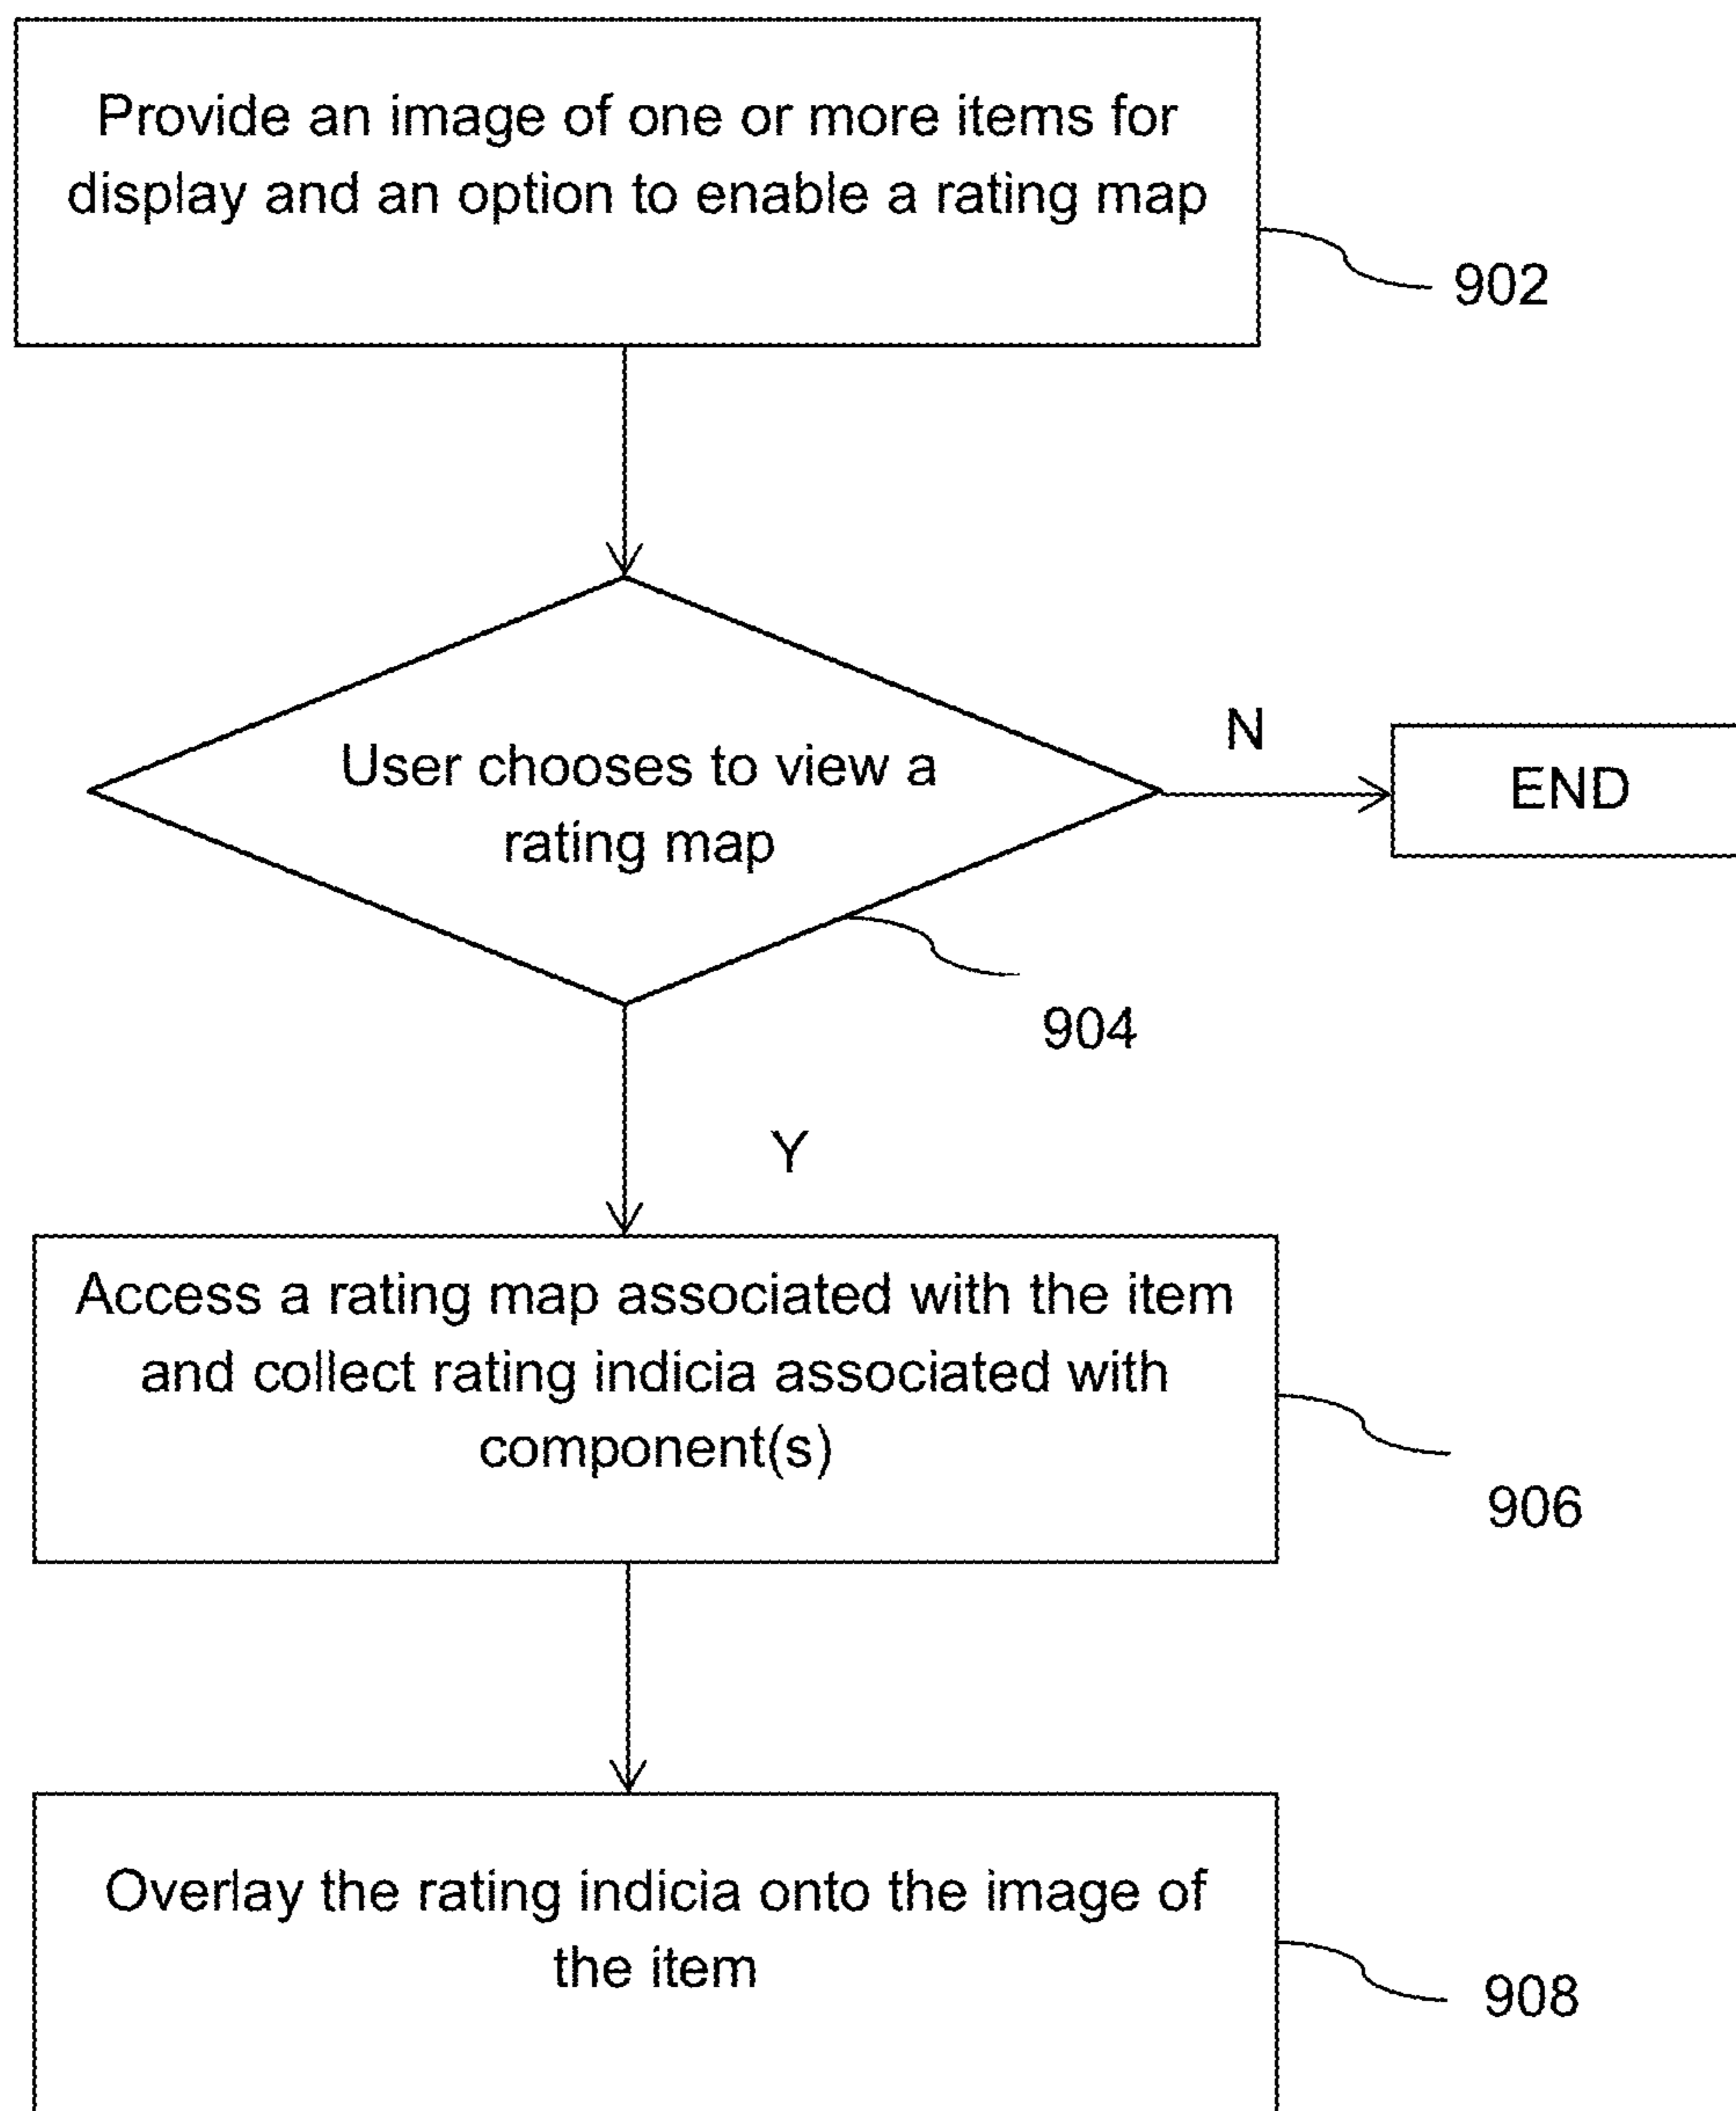 Provide an image of one or more items for
display and an option to enable a rating map
902
User chooses to view a
rating map
N
END
904
Y
Access a rating map associated with the item
and collect rating indicia associated with
component(s)
906
Overlay the rating indicia onto the image of
the item
908